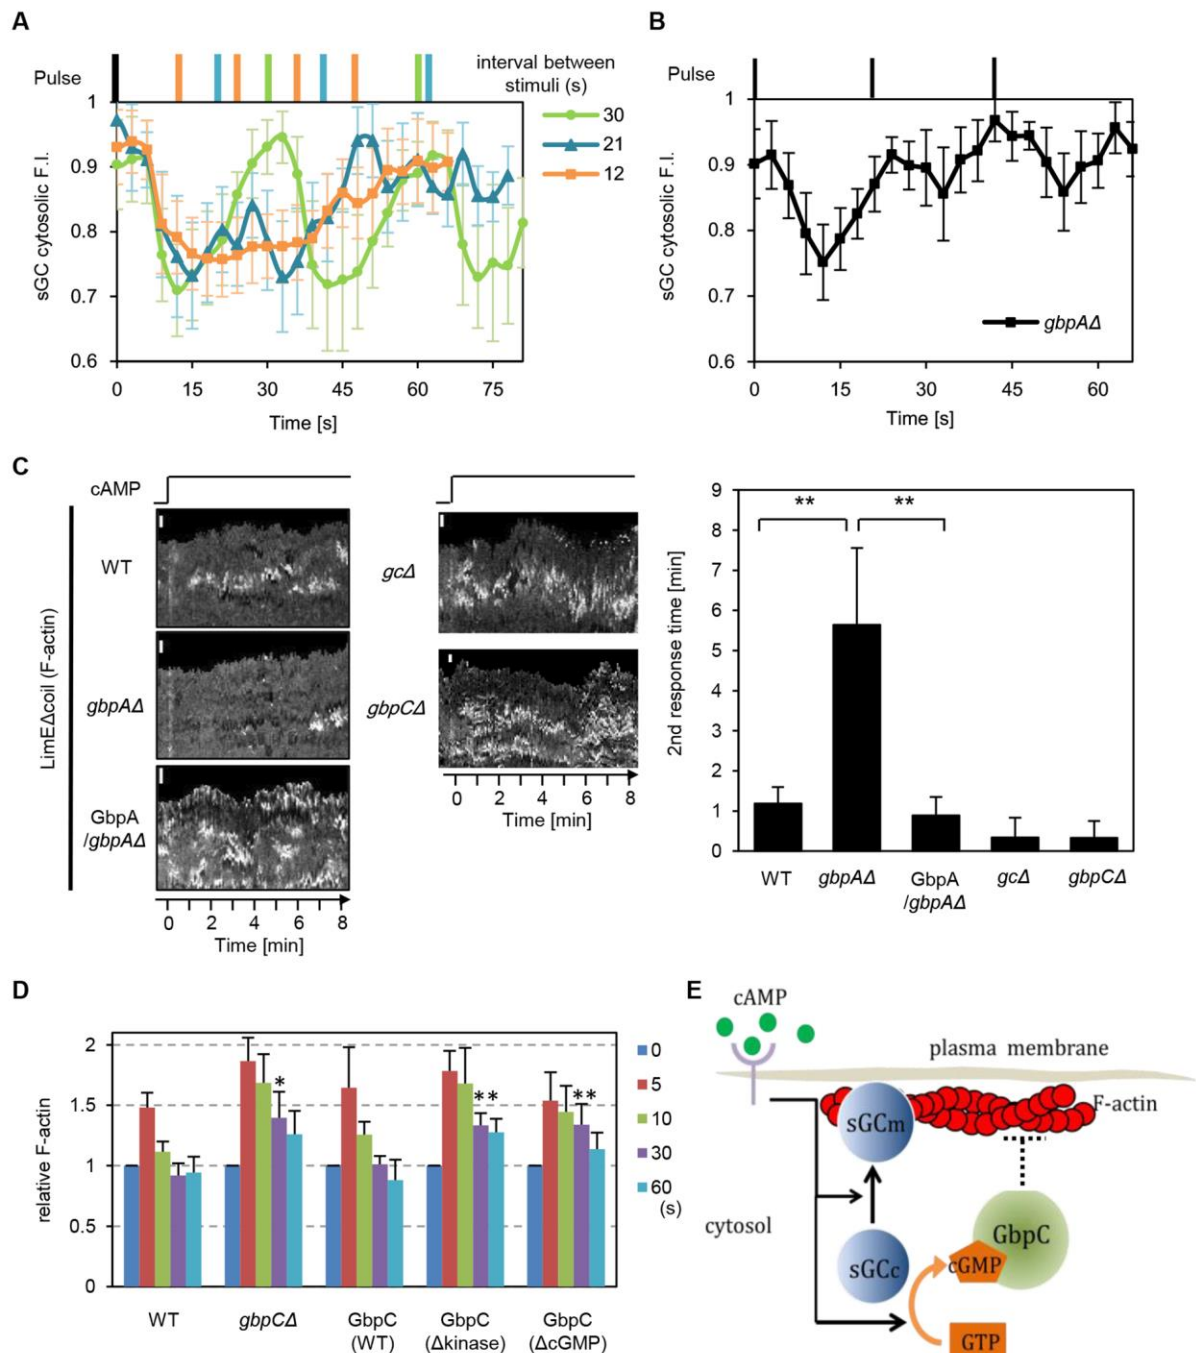 A
Pulse
interval between
stimuli (s)
30
21
12
1
0.9
0.8
0.7
0.6
sGC cytosolic F.I.
0 15 30 45 60 75
Time [s]
B
Pulse
1
0.9
0.8
0.7
0.6
sGC cytosolic F.I.
gbpAΔ
0 15 30 45 60
Time [s]
C
cAMP
LimEΔcoil (F-actin)
WT
gbpAΔ
GbpA
/gbpAΔ
0 2 4 6 8
Time [min]
gcΔ
gbpCΔ
0 2 4 6 8
Time [min]
9
8
7
6
5
4
3
2
1
0
2nd response time [min]
** **
WT gbpAΔ GbpA gcΔ gbpCΔ
/gbpAΔ
D
2
1.5
1
0.5
0
relative F-actin
* ** **
0
5
10
30
60
(s)
WT gbpCΔ GbpC GbpC GbpC
(WT) (Δkinase) (ΔcGMP)
E
cAMP
plasma membrane
F-actin
sGCm
cytosol
GbpC
sGCc
cGMP
GTP